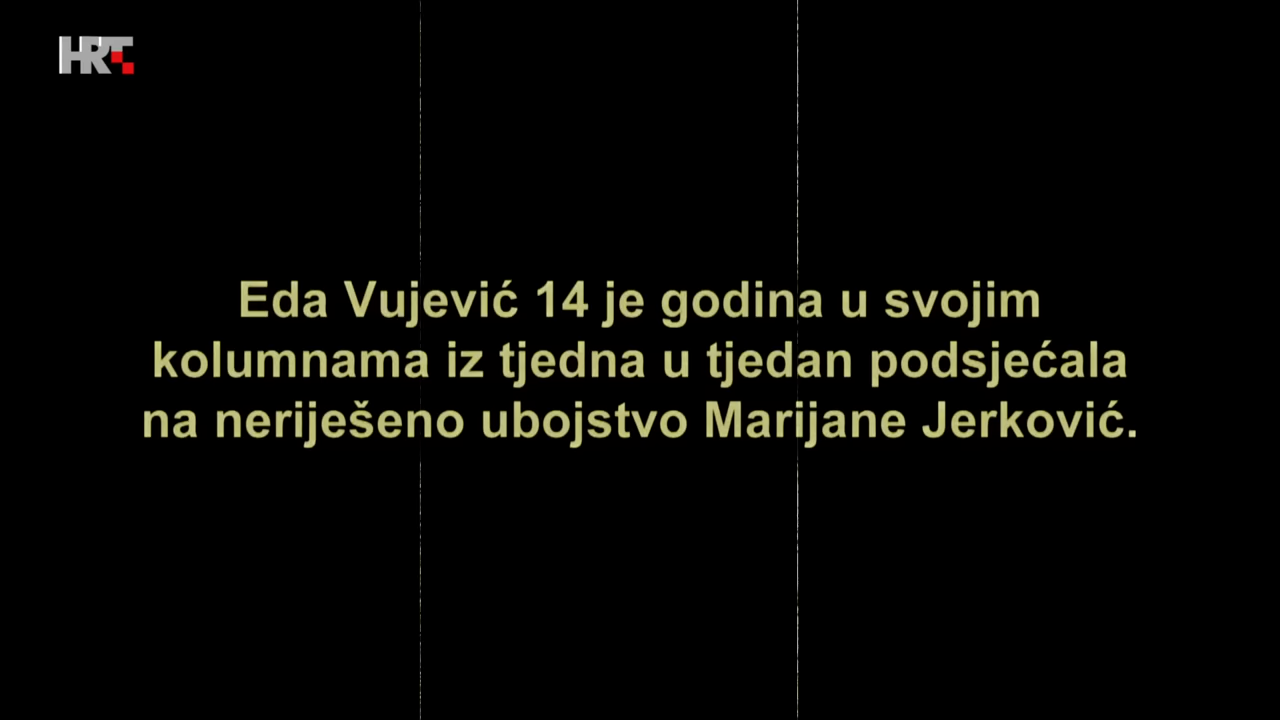 HRT
Eda Vujević 14 je godina u svojim
kolumnama iz tjedna u tjedan podsjećala
na neriješeno ubojstvo Marijane Jerković.